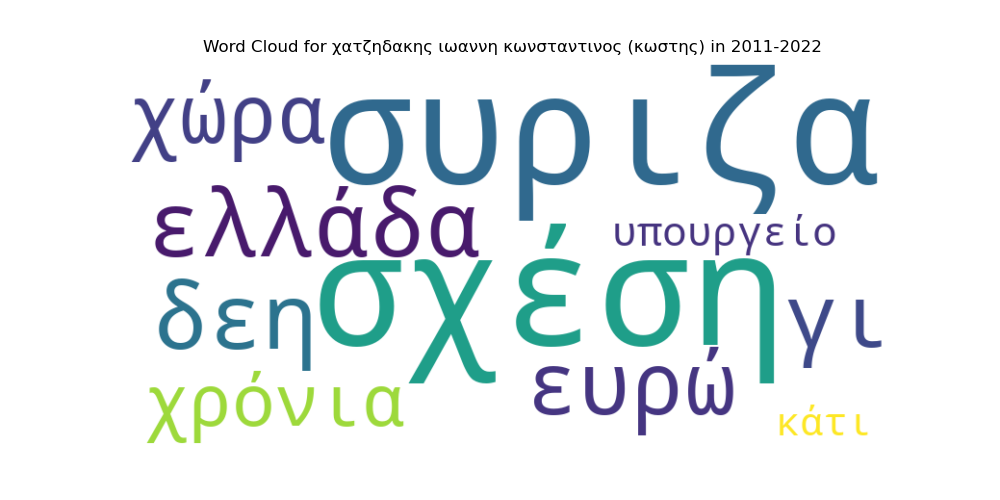 Word Cloud for χατζηδακης ιωαννη κωνσταντινος (κωστης) in 2011-2022
χώρα
συριζα
ελλάδα
υπουργείο
δεη
σχέση
γι
χρόνια
ευρώ
κάτι